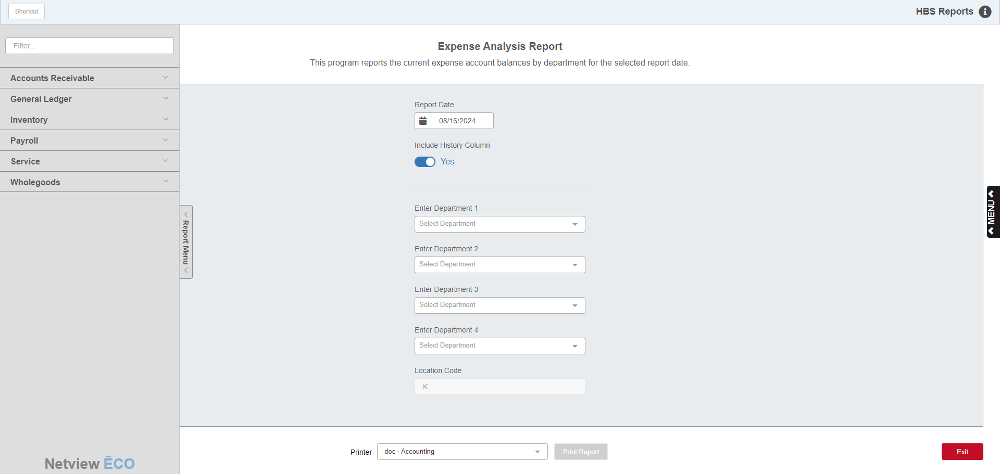 Shortcut
HBS Reports
Filter...
Accounts Receivable
General Ledger
Inventory
Payroll
Service
Wholegoods
Report Menu
Netview ĒCO
Expense Analysis Report
This program reports the current expense account balances by department for the selected report date.
Report Date
08/16/2024
Include History Column
Yes
Enter Department 1
Select Department
Enter Department 2
Select Department
Enter Department 3
Select Department
Enter Department 4
Select Department
Location Code
K
MENU
Printer
doc - Accounting
Print Report
Exit